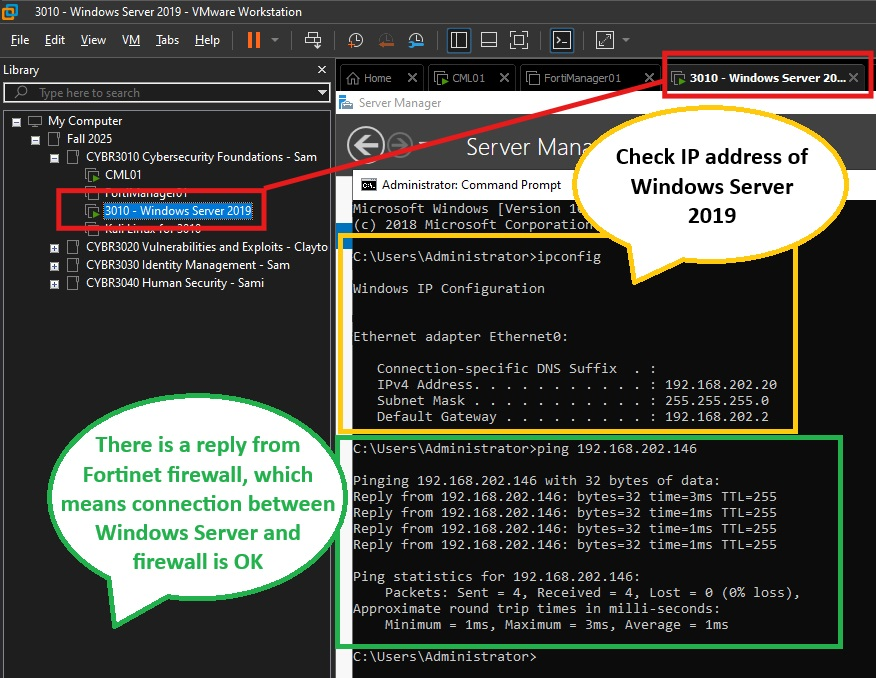 3010 - Windows Server 2019 - VMware Workstation
File Edit View VM Tabs Help
Library
Type here to search
My Computer
Fall 2025
CYBR3010 Cybersecurity Foundations - Sam
CML01
FortiManager01
3010 - Windows Server 2019
Kali Linux for 3010
CYBR3020 Vulnerabilities and Exploits - Clayto
CYBR3030 Identity Management - Sam
CYBR3040 Human Security - Sami
Home CML01 FortiManager01 3010 - Windows Server 20...
Server Manager
Server Mana
Administrator: Command Prompt
Microsoft Windows [Version 1
(c) 2018 Microsoft Corporation
C:\Users\Administrator>ipconfig
Windows IP Configuration
Ethernet adapter Ethernet0:
Connection-specific DNS Suffix . :
IPv4 Address. . . . . . . . . . . : 192.168.202.20
Subnet Mask . . . . . . . . . . . : 255.255.255.0
Default Gateway . . . . . . . . . : 192.168.202.2
C:\Users\Administrator>ping 192.168.202.146
Pinging 192.168.202.146 with 32 bytes of data:
Reply from 192.168.202.146: bytes=32 time=3ms TTL=255
Reply from 192.168.202.146: bytes=32 time=1ms TTL=255
Reply from 192.168.202.146: bytes=32 time=1ms TTL=255
Reply from 192.168.202.146: bytes=32 time=1ms TTL=255
Ping statistics for 192.168.202.146:
Packets: Sent = 4, Received = 4, Lost = 0 (0% loss),
Approximate round trip times in milli-seconds:
Minimum = 1ms, Maximum = 3ms, Average = 1ms
C:\Users\Administrator>
Check IP address of
Windows Server
2019
There is a reply from
Fortinet firewall, which
means connection between
Windows Server and
firewall is OK